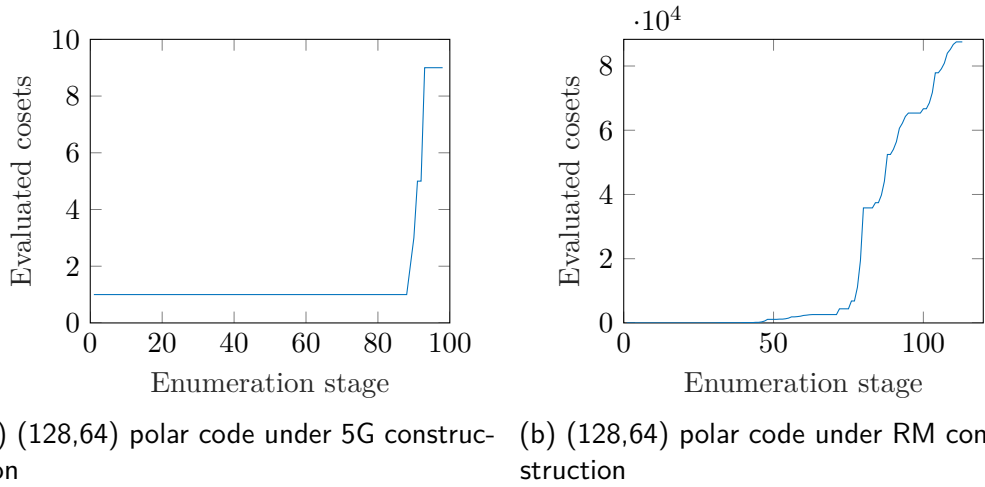 ·10⁴
10
8
6
4
2
0
Evaluated cosets
0 20 40 60 80 100
Enumeration stage
8
6
4
2
0
Evaluated cosets
0 50 100
Enumeration stage
) (128,64) polar code under 5G construc-
on
(b) (128,64) polar code under RM con
struction